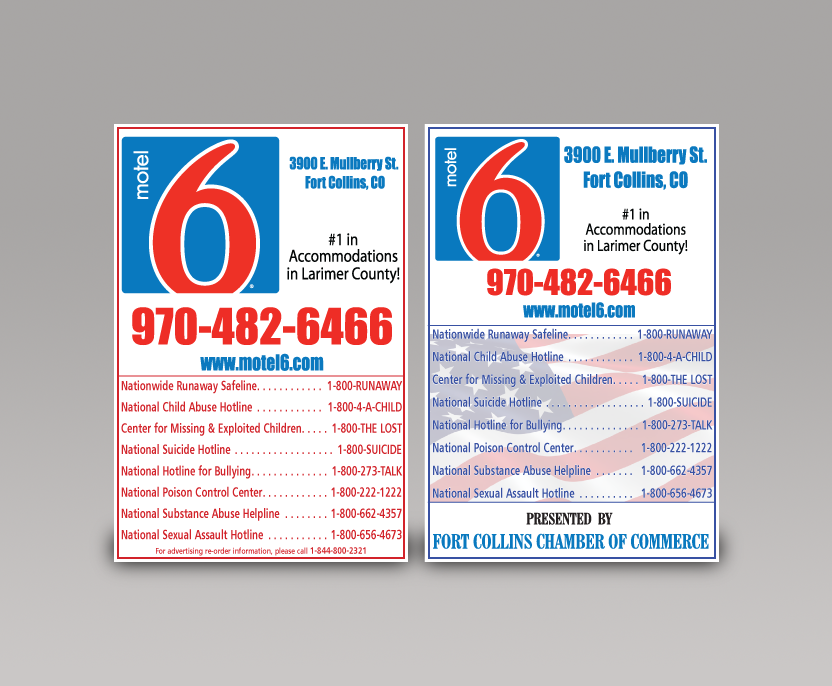 motel
6
®
3900 E. Mullberry St.
Fort Collins, CO
#1 in
Accommodations
in Larimer County!
970-482-6466
www.motel6.com
Nationwide Runaway Safeline. . . . . . . . . . . 1-800-RUNAWAY
National Child Abuse Hotline . . . . . . . . . . . 1-800-4-A-CHILD
Center for Missing & Exploited Children. . . . . 1-800-THE LOST
National Suicide Hotline . . . . . . . . . . . . . . . . . 1-800-SUICIDE
National Hotline for Bullying. . . . . . . . . . . . . 1-800-273-TALK
National Poison Control Center. . . . . . . . . . . 1-800-222-1222
National Substance Abuse Helpline . . . . . . . . 1-800-662-4357
National Sexual Assault Hotline . . . . . . . . . . . 1-800-656-4673
For advertising re-order information, please call 1-844-800-2321
motel
6
®
3900 E. Mullberry St.
Fort Collins, CO
#1 in
Accommodations
in Larimer County!
970-482-6466
www.motel6.com
Nationwide Runaway Safeline. . . . . . . . . . . 1-800-RUNAWAY
National Child Abuse Hotline . . . . . . . . . . . 1-800-4-A-CHILD
Center for Missing & Exploited Children. . . . . 1-800-THE LOST
National Suicide Hotline . . . . . . . . . . . . . . . . . 1-800-SUICIDE
National Hotline for Bullying. . . . . . . . . . . . . 1-800-273-TALK
National Poison Control Center. . . . . . . . . . 1-800-222-1222
National Substance Abuse Helpline . . . . . . . 1-800-662-4357
National Sexual Assault Hotline . . . . . . . . . . 1-800-656-4673
PRESENTED BY
FORT COLLINS CHAMBER OF COMMERCE